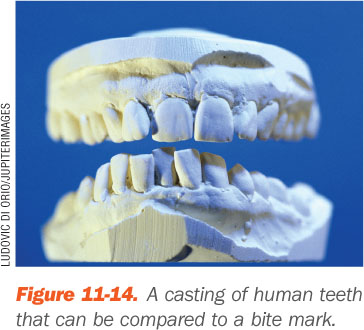 LUDOVIC DI ORIO/JUPITERIMAGES
Figure 11-14. A casting of human teeth
that can be compared to a bite mark.